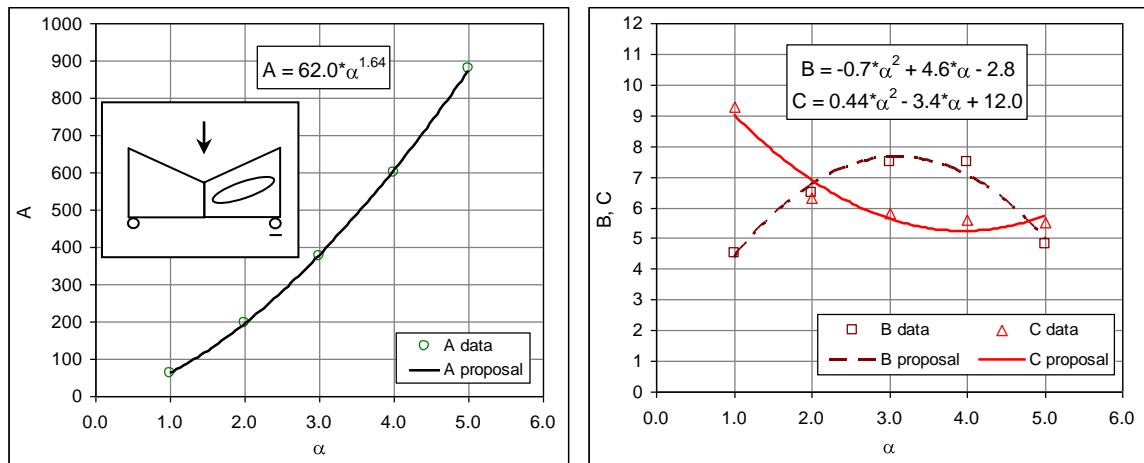 1000
900
800
700
600
500
400
300
200
100
0
A
A = 62.0*α^1.64
A data
A proposal
0.0 1.0 2.0 3.0 4.0 5.0 6.0
α
12
11
10
9
8
7
6
5
4
3
2
1
0
B, C
B = -0.7*α² + 4.6*α - 2.8
C = 0.44*α² - 3.4*α + 12.0
B data C data
B proposal C proposal
0.0 1.0 2.0 3.0 4.0 5.0 6.0
α